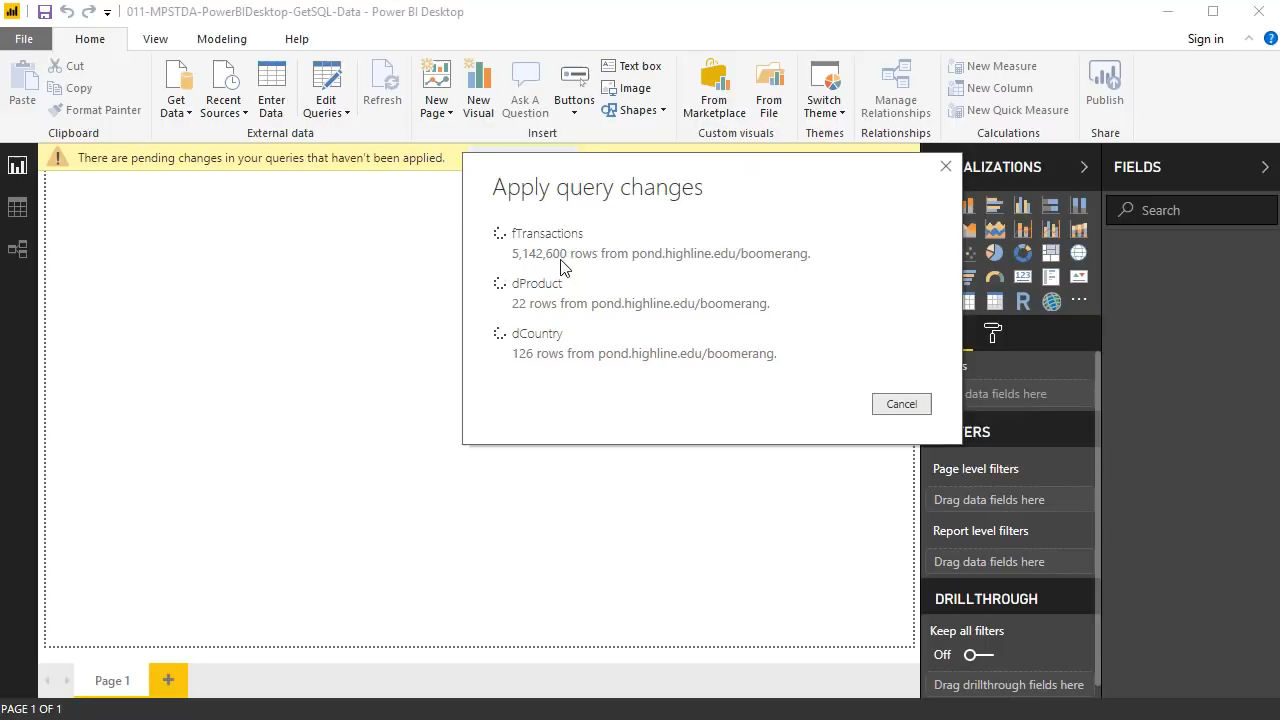 011-MPSTDA-PowerBIDesktop-GetSQL-Data - Power BI Desktop
File
Home
View
Modeling
Help
Sign in
Paste
Cut
Copy
Format Painter
Clipboard
Get Data
Recent Sources
Enter Data
Edit Queries
Refresh
External data
New Page
New Visual
Ask A Question
Buttons
Text box
Image
Shapes
Insert
From Marketplace
From File
Custom visuals
Switch Theme
Themes
Manage Relationships
Relationships
New Measure
New Column
New Quick Measure
Calculations
Publish
Share
There are pending changes in your queries that haven't been applied.
Apply query changes
fTransactions
5,142,600 rows from pond.highline.edu/boomerang.
dProduct
22 rows from pond.highline.edu/boomerang.
dCountry
126 rows from pond.highline.edu/boomerang.
Cancel
ALIZATIONS
123
R
s
data fields here
ERS
Page level filters
Drag data fields here
Report level filters
Drag data fields here
DRILLTHROUGH
Keep all filters
Off
Drag drillthrough fields here
FIELDS
Search
Page 1
PAGE 1 OF 1